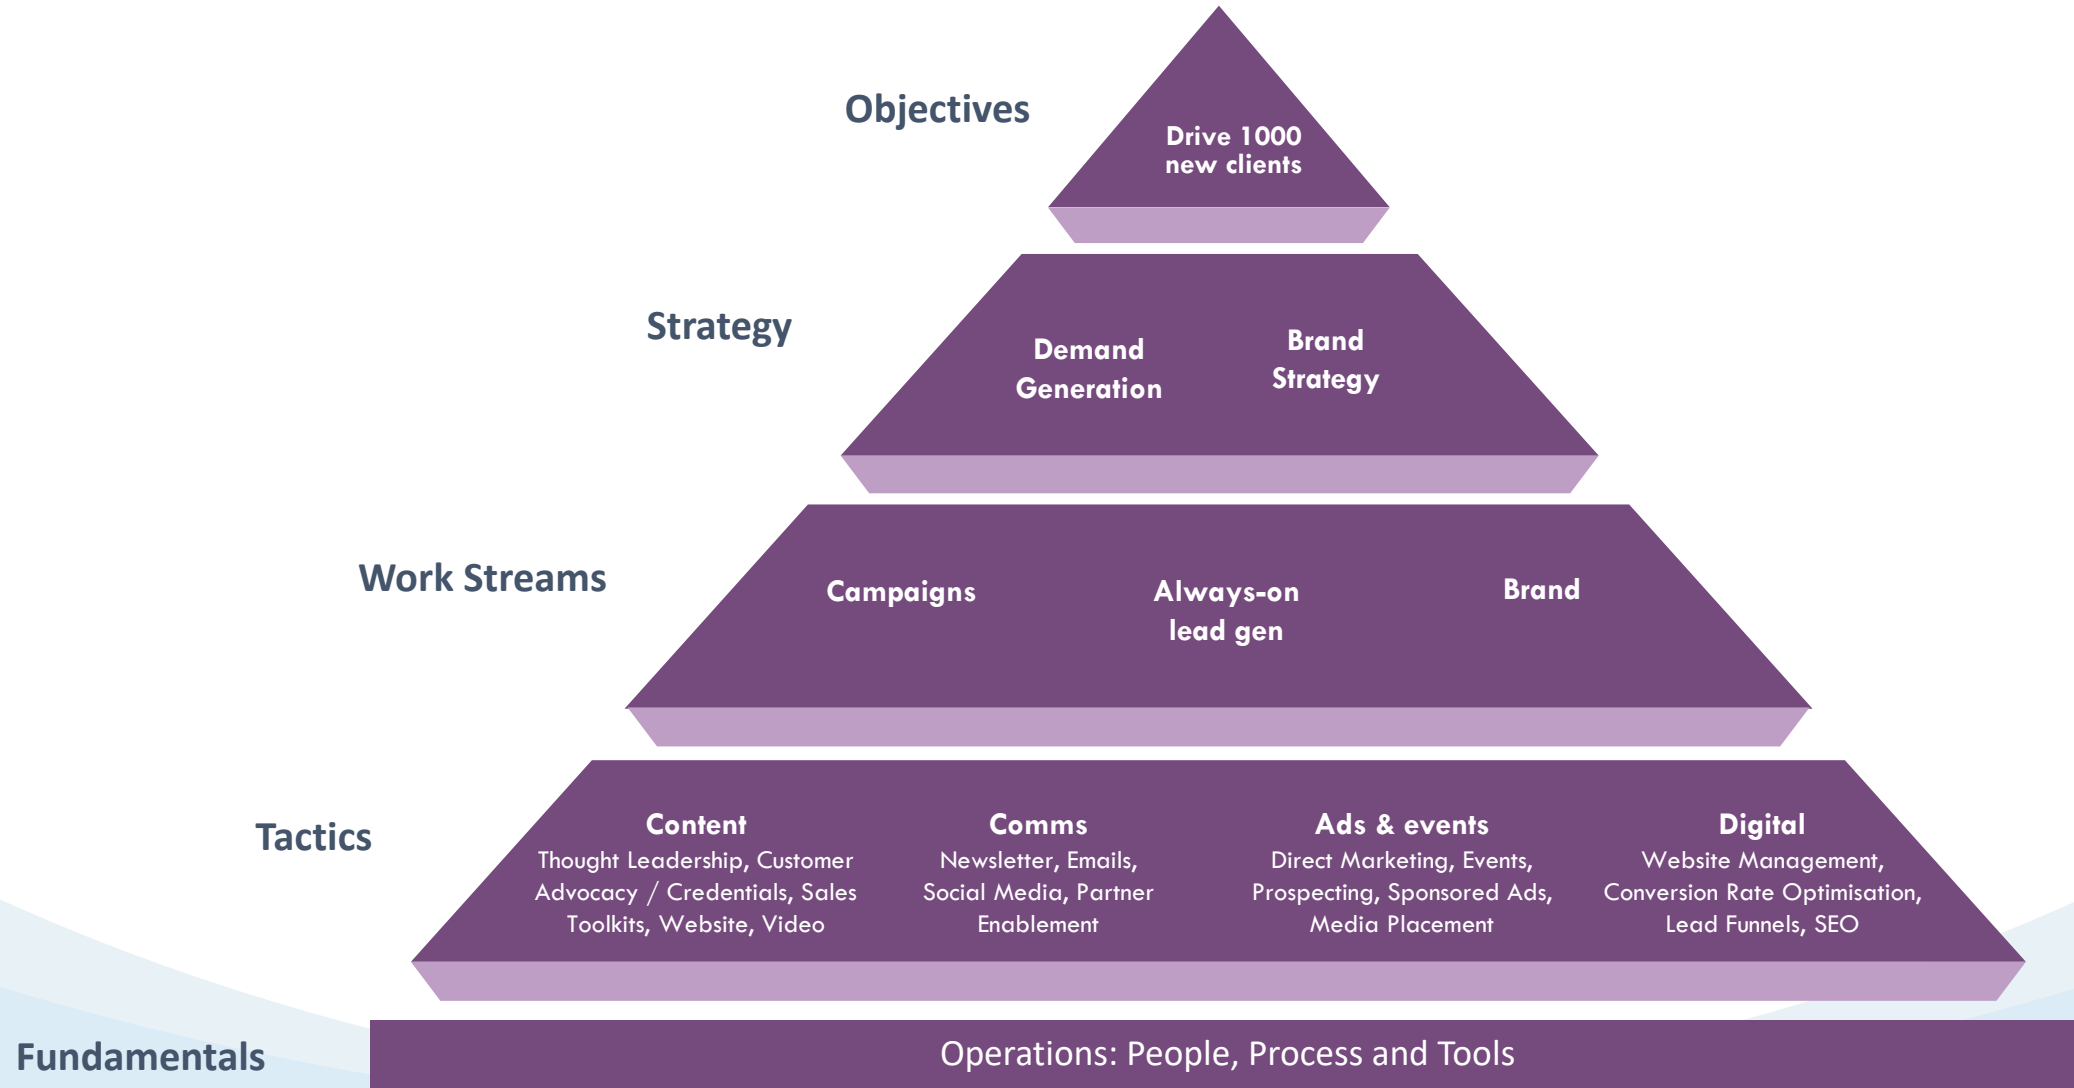 Objectives
Drive 1000
new clients
Strategy
Demand
Generation
Brand
Strategy
Work Streams
Campaigns
Always-on
lead gen
Brand
Tactics
Content
Thought Leadership, Customer
Advocacy / Credentials, Sales
Toolkits, Website, Video
Comms
Newsletter, Emails,
Social Media, Partner
Enablement
Ads & events
Direct Marketing, Events,
Prospecting, Sponsored Ads,
Media Placement
Digital
Website Management,
Conversion Rate Optimisation,
Lead Funnels, SEO
Fundamentals
Operations: People, Process and Tools